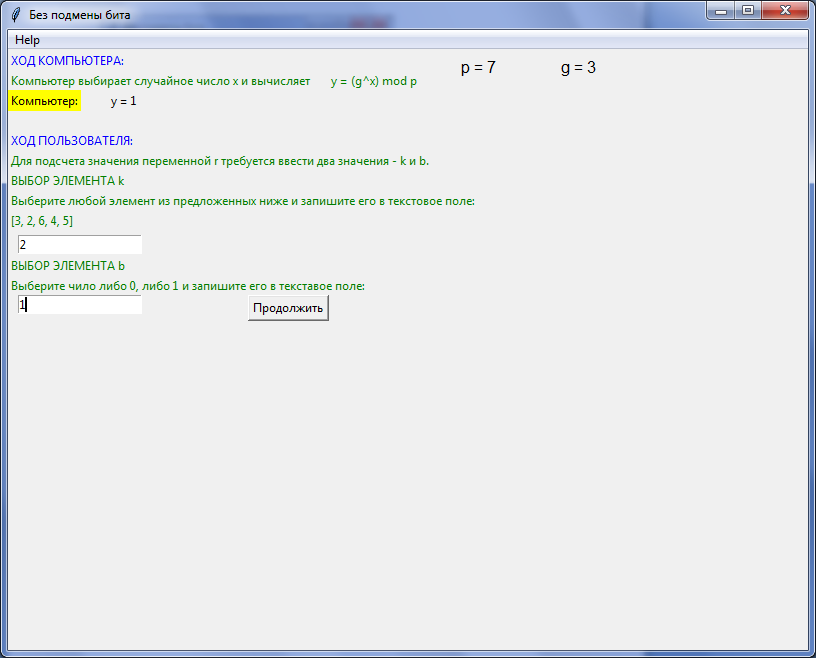 Без подмены бита
Help
ХОД КОМПЬЮТЕРА:
Компьютер выбирает случайное число x и вычисляет y = (g^x) mod p
p = 7 g = 3
Компьютер: y = 1
ХОД ПОЛЬЗОВАТЕЛЯ:
Для подсчета значения переменной r требуется ввести два значения - k и b.
ВЫБОР ЭЛЕМЕНТА k
Выберите любой элемент из предложенных ниже и запишите его в текстовое поле:
[3, 2, 6, 4, 5]
2
ВЫБОР ЭЛЕМЕНТА b
Выберите чило либо 0, либо 1 и запишите его в текставое поле:
1
Продолжить